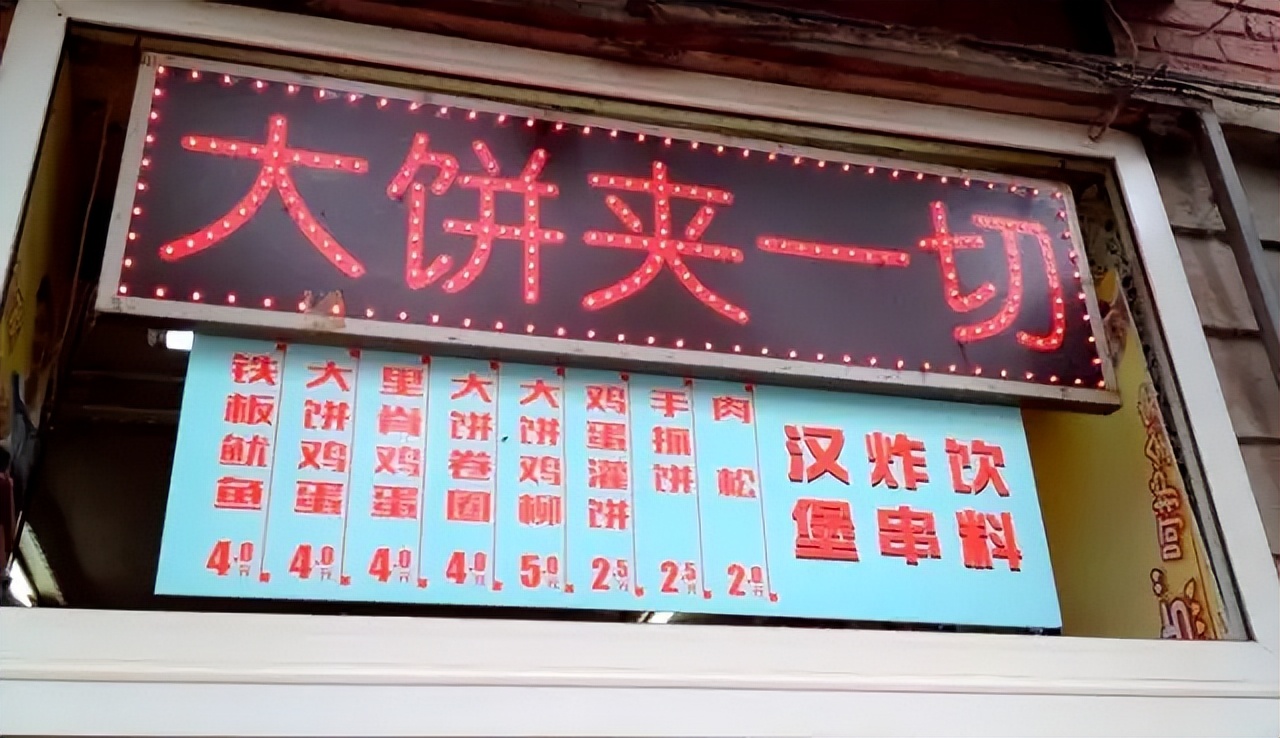 大饼夹一切
铁板鱿鱼 4.0元
大饼鸡蛋 4.0元
里脊鸡蛋 4.0元
大饼卷圈 4.0元
大饼鸡柳 5.0元
鸡蛋灌饼 2.5元
手抓饼 2.5元
肉松 2.0元
汉堡
炸串
饮料